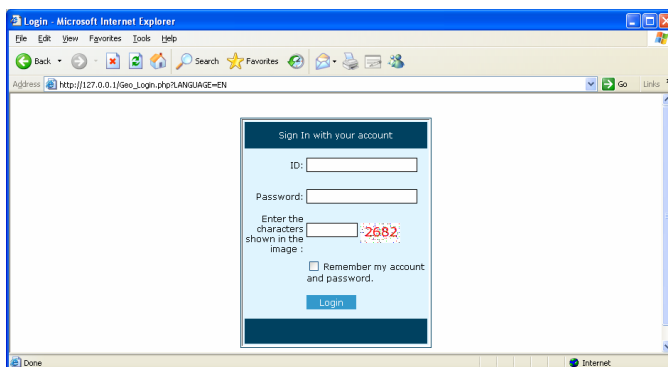 Login - Microsoft Internet Explorer
File Edit View Favorites Tools Help
Back Search Favorites
Address http://127.0.0.1/Geo_Login.php?LANGUAGE=EN Go Links
Sign In with your account
ID:
Password:
Enter the
characters
shown in the
image :
2682
Remember my account
and password.
Login
Done Internet